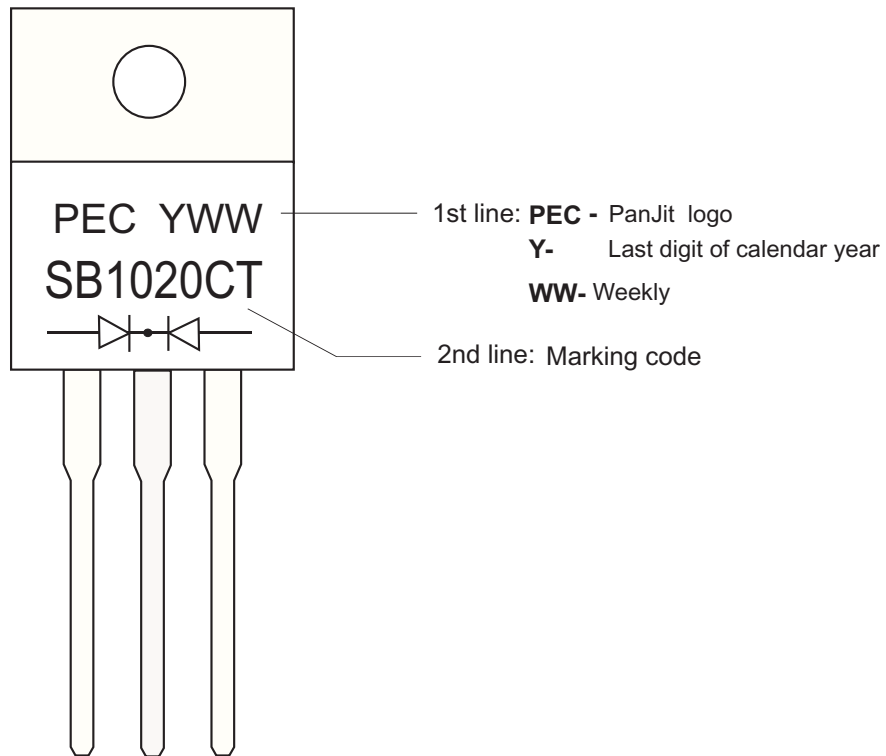 PEC YWW
SB1020CT
1st line: PEC - PanJit logo
Y- Last digit of calendar year
WW- Weekly
2nd line: Marking code